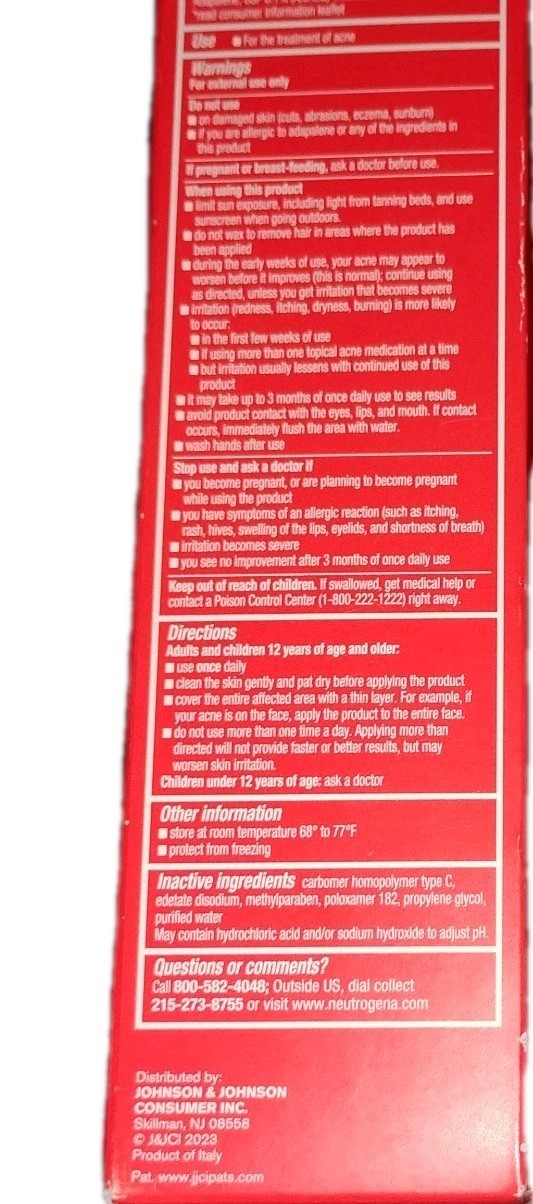 *read consumer information leaflet
Use ■ For the treatment of acne
Warnings
For external use only
Do not use
■ on damaged skin (cuts, abrasions, eczema, sunburn)
■ if you are allergic to adapalene or any of the ingredients in
this product
If pregnant or breast-feeding, ask a doctor before use.
When using this product
■ limit sun exposure, including light from tanning beds, and use
sunscreen when going outdoors.
■ do not wax to remove hair in areas where the product has
been applied
■ during the early weeks of use, your acne may appear to
worsen before it improves (this is normal); continue using
as directed, unless you get irritation that becomes severe
■ irritation (redness, itching, dryness, burning) is more likely
to occur:
■ in the first few weeks of use
■ if using more than one topical acne medication at a time
■ but irritation usually lessens with continued use of this
product
■ it may take up to 3 months of once daily use to see results
■ avoid product contact with the eyes, lips, and mouth. If contact
occurs, immediately flush the area with water.
■ wash hands after use
Stop use and ask a doctor if
■ you become pregnant, or are planning to become pregnant
while using the product
■ you have symptoms of an allergic reaction (such as itching,
rash, hives, swelling of the lips, eyelids, and shortness of breath)
■ irritation becomes severe
■ you see no improvement after 3 months of once daily use
Keep out of reach of children. If swallowed, get medical help or
contact a Poison Control Center (1-800-222-1222) right away.
Directions
Adults and children 12 years of age and older:
■ use once daily
■ clean the skin gently and pat dry before applying the product
■ cover the entire affected area with a thin layer. For example, if
your acne is on the face, apply the product to the entire face.
■ do not use more than one time a day. Applying more than
directed will not provide faster or better results, but may
worsen skin irritation.
Children under 12 years of age: ask a doctor
Other information
■ store at room temperature 68° to 77°F
■ protect from freezing
Inactive ingredients carbomer homopolymer type C,
edetate disodium, methylparaben, poloxamer 182, propylene glycol,
purified water
May contain hydrochloric acid and/or sodium hydroxide to adjust pH.
Questions or comments?
Call 800-582-4048; Outside US, dial collect
215-273-8755 or visit www.neutrogena.com
Distributed by:
JOHNSON & JOHNSON
CONSUMER INC.
Skillman, NJ 08558
© J&JCI 2023
Product of Italy
Pat. www.jjcipats.com